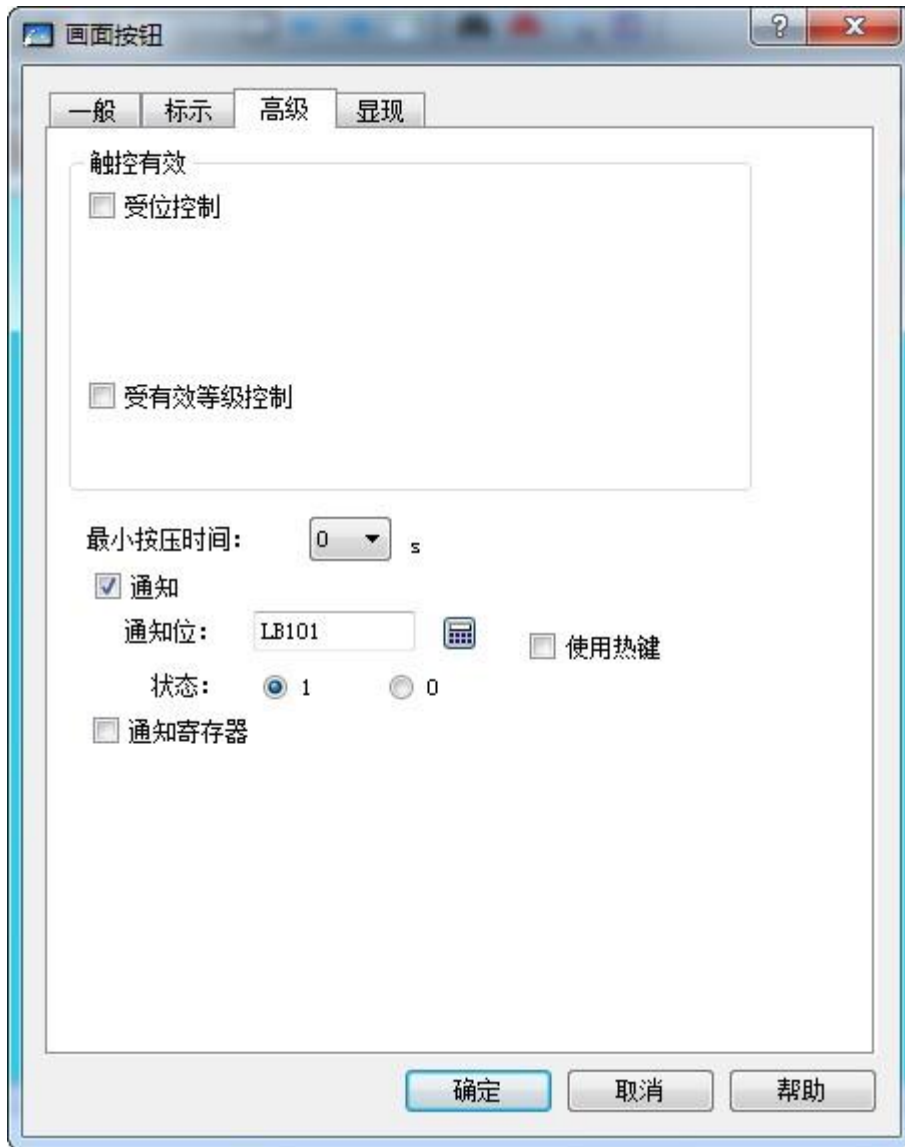 画面按钮
一般 标示 高级 显现
触控有效
受位控制
受有效等级控制
最小按压时间: 0 s
通知
通知位: LB101
使用热键
状态: 1 0
通知寄存器
确定 取消 帮助